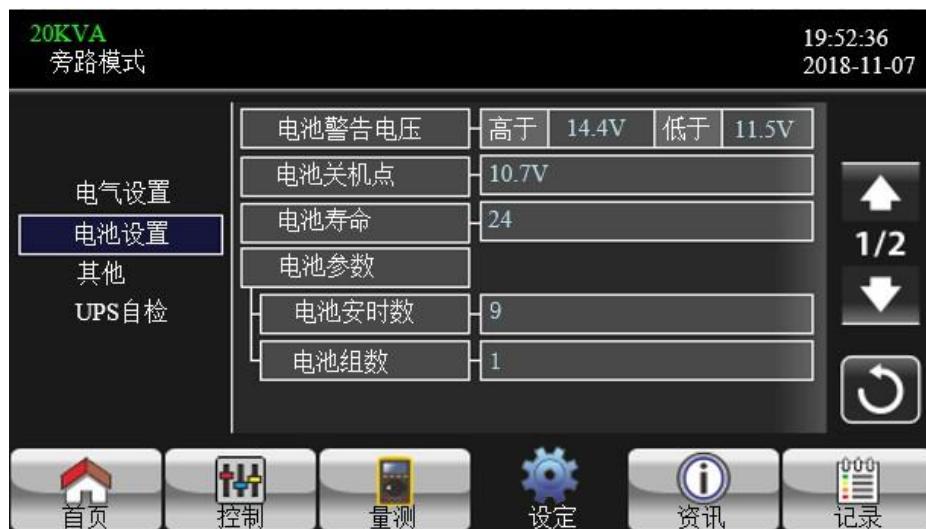 20KVA
旁路模式
19:52:36
2018-11-07
电气设置
电池设置
其他
UPS自检
电池警告电压 高于 14.4V 低于 11.5V
电池关机点 10.7V
电池寿命 24
电池参数
电池安时数 9
电池组数 1
1/2
首页 控制 量测 设定 资讯 记录